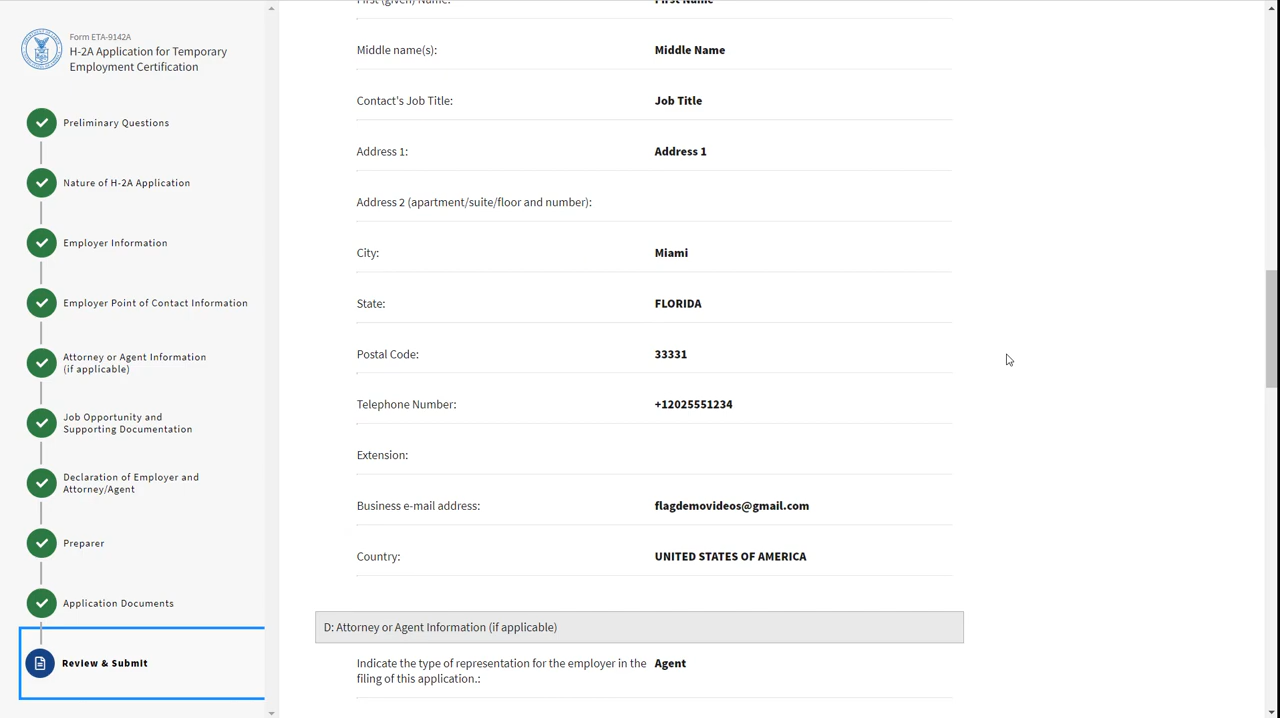 Form ETA-9142A
H-2A Application for Temporary
Employment Certification
Preliminary Questions
Nature of H-2A Application
Employer Information
Employer Point of Contact Information
Attorney or Agent Information
(if applicable)
Job Opportunity and
Supporting Documentation
Declaration of Employer and
Attorney/Agent
Preparer
Application Documents
Review & Submit
First (given) Name: First Name
Middle name(s): Middle Name
Contact's Job Title: Job Title
Address 1: Address 1
Address 2 (apartment/suite/floor and number):
City: Miami
State: FLORIDA
Postal Code: 33331
Telephone Number: +12025551234
Extension:
Business e-mail address: flagdemovideos@gmail.com
Country: UNITED STATES OF AMERICA
D: Attorney or Agent Information (if applicable)
Indicate the type of representation for the employer in the Agent
filing of this application.: